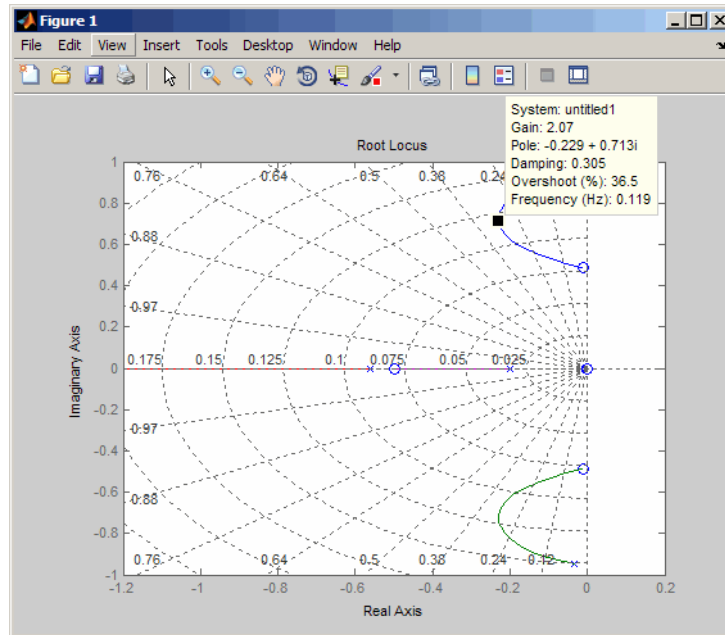 Figure 1
File Edit View Insert Tools Desktop Window Help
System: untitled1
Gain: 2.07
Pole: -0.229 + 0.713i
Damping: 0.305
Overshoot (%): 36.5
Frequency (Hz): 0.119
Root Locus
1
0.8
0.6
0.4
0.2
0
-0.2
-0.4
-0.6
-0.8
-1
Imaginary Axis
0.76 0.64 0.5 0.38 0.24
0.88
0.97
0.175 0.15 0.125 0.1 0.075 0.05 0.025
0.97
0.88
0.76 0.64 0.5 0.38 0.24 0.12
-1.2 -1 -0.8 -0.6 -0.4 -0.2 0 0.2
Real Axis